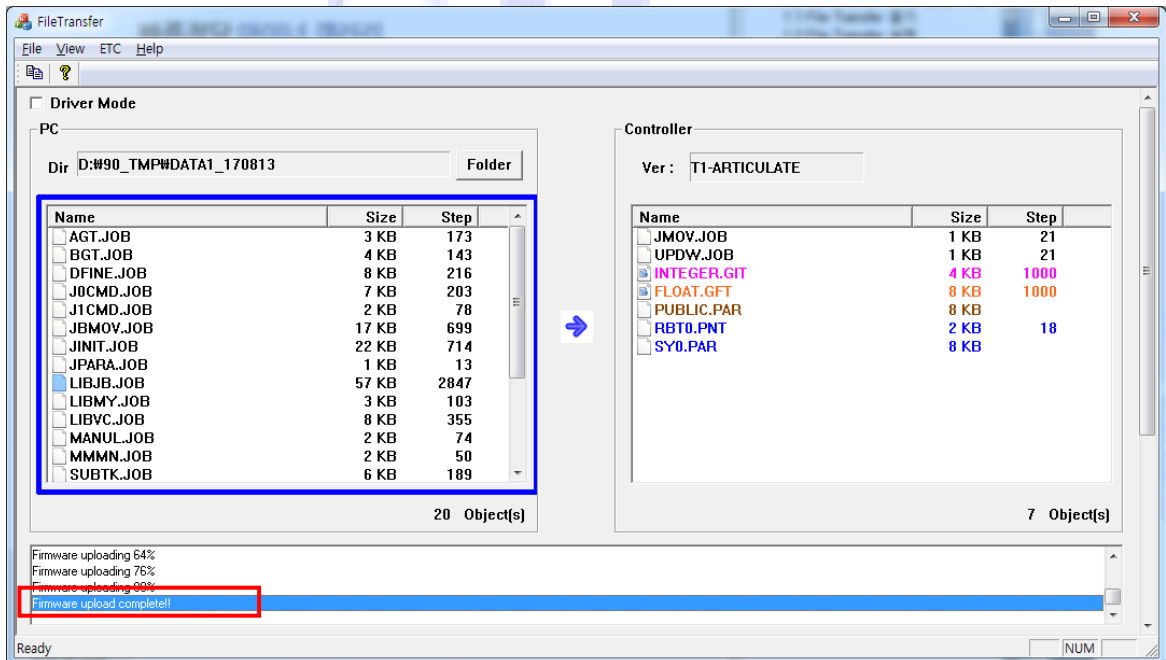 FileTransfer
File View ETC Help
Driver Mode
PC
Dir D:₩90_TMP₩DATA1_170813 Folder
Name Size Step
AGT.JOB 3 KB 173
BGT.JOB 4 KB 143
DFINE.JOB 8 KB 216
J0CMD.JOB 7 KB 203
J1CMD.JOB 2 KB 78
JBMOV.JOB 17 KB 699
JINIT.JOB 22 KB 714
JPARA.JOB 1 KB 13
LIBJB.JOB 57 KB 2847
LIBMY.JOB 3 KB 103
LIBVC.JOB 8 KB 355
MANUL.JOB 2 KB 74
MMMN.JOB 2 KB 50
SUBTK.JOB 6 KB 189
20 Object(s)
Controller
Ver : T1-ARTICULATE
Name Size Step
JMOV.JOB 1 KB 21
UPDW.JOB 1 KB 21
INTEGER.GIT 4 KB 1000
FLOAT.GFT 8 KB 1000
PUBLIC.PAR 8 KB
RBT0.PNT 2 KB 18
SY0.PAR 8 KB
7 Object(s)
Firmware uploading 64%
Firmware uploading 76%
Firmware uploading
Firmware upload complete!!
Ready
NUM